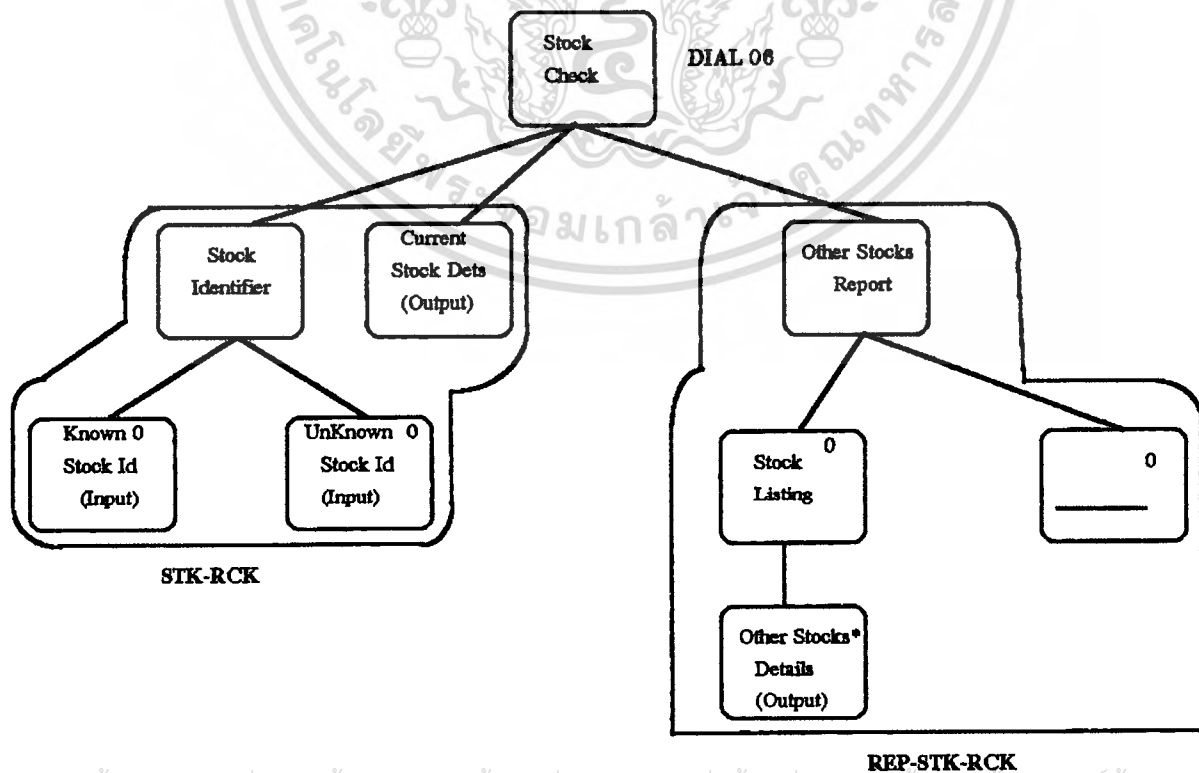 Stock
Check
DIAL 06
Stock
Identifier
Current
Stock Dets
(Output)
Other Stocks
Report
Known 0
Stock Id
(Input)
UnKnown 0
Stock Id
(Input)
0
Stock
Listing
0
STK-RCK
Other Stocks*
Details
(Output)
REP-STK-RCK